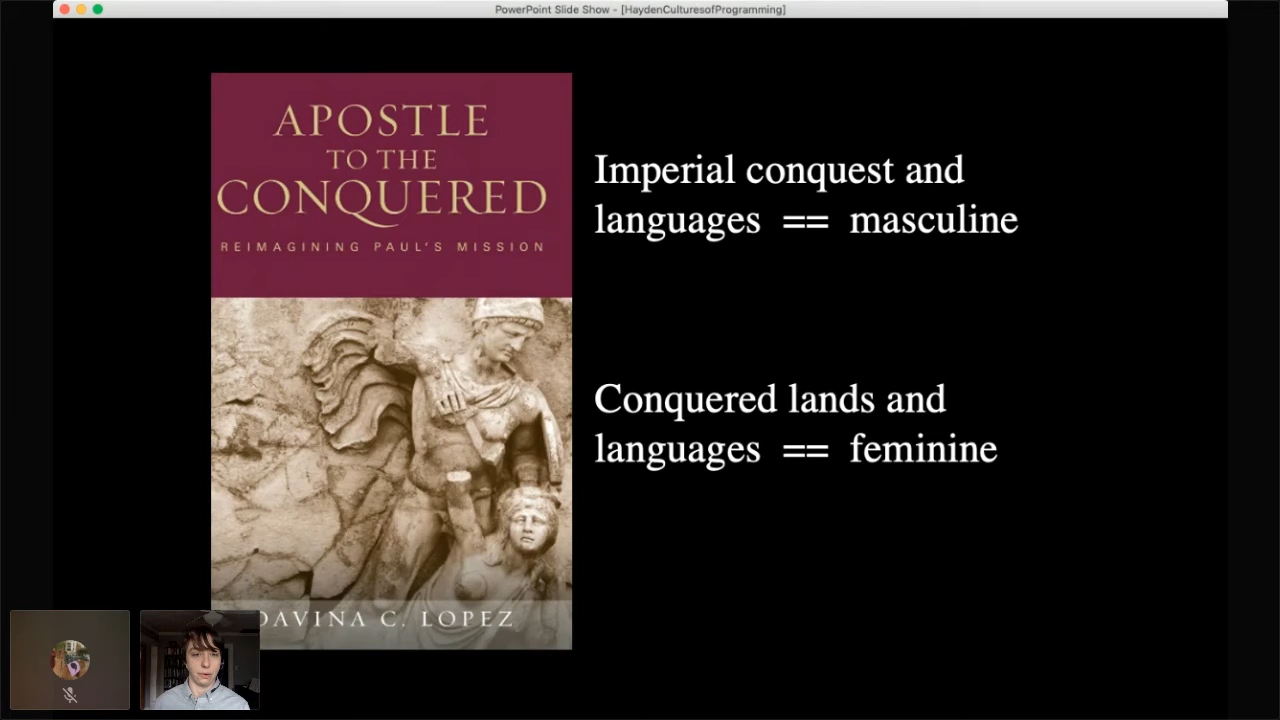 PowerPoint Slide Show - [HaydenCulturesofProgramming]
APOSTLE
TO THE
CONQUERED
REIMAGINING PAUL'S MISSION
DAVINA C. LOPEZ
Imperial conquest and
languages == masculine
Conquered lands and
languages == feminine